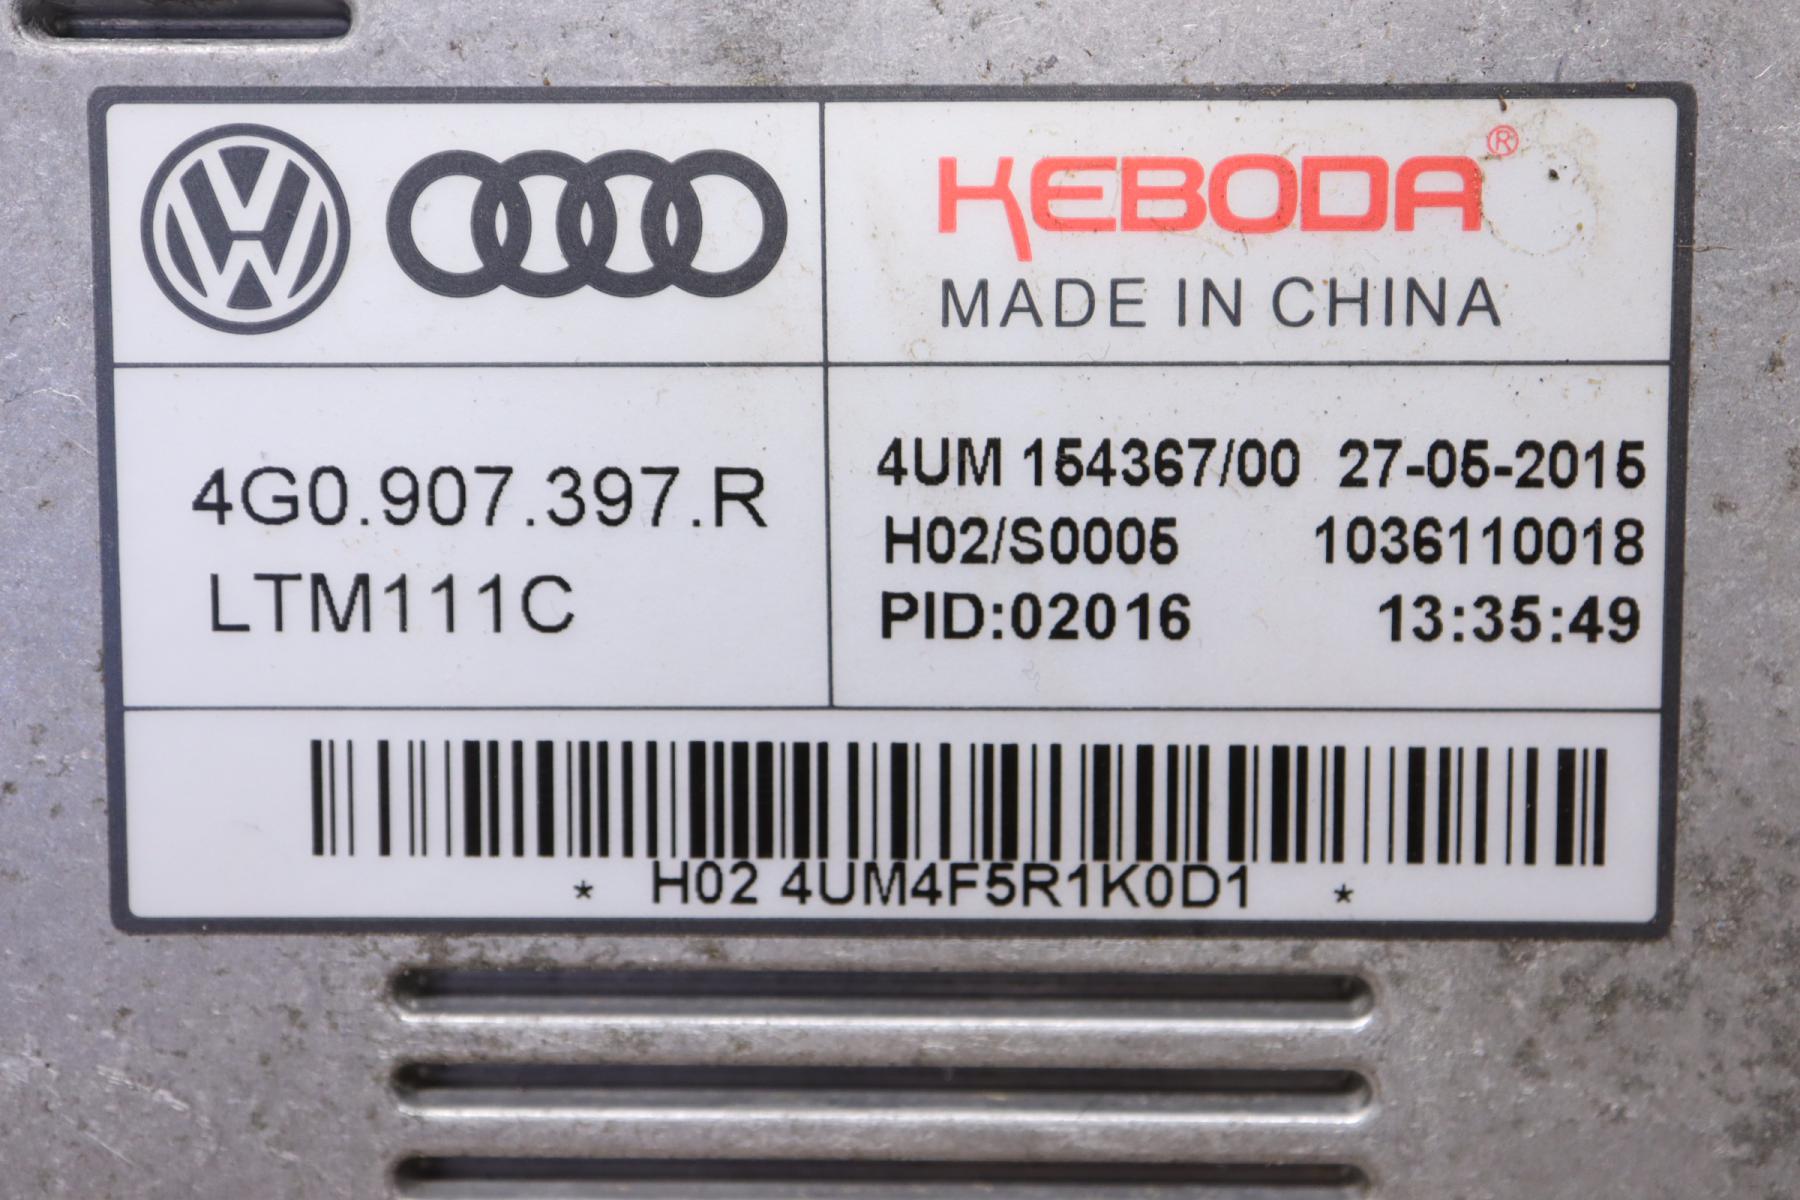 KEBODA®
MADE IN CHINA
4G0.907.397.R
LTM111C
4UM 154367/00 27-05-2015
H02/S0005 1036110018
PID:02016 13:35:49
* H02 4UM4F5R1K0D1 *